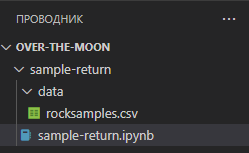 ПРОВОДНИК
OVER-THE-MOON
sample-return
data
rocksamples.csv
sample-return.ipynb